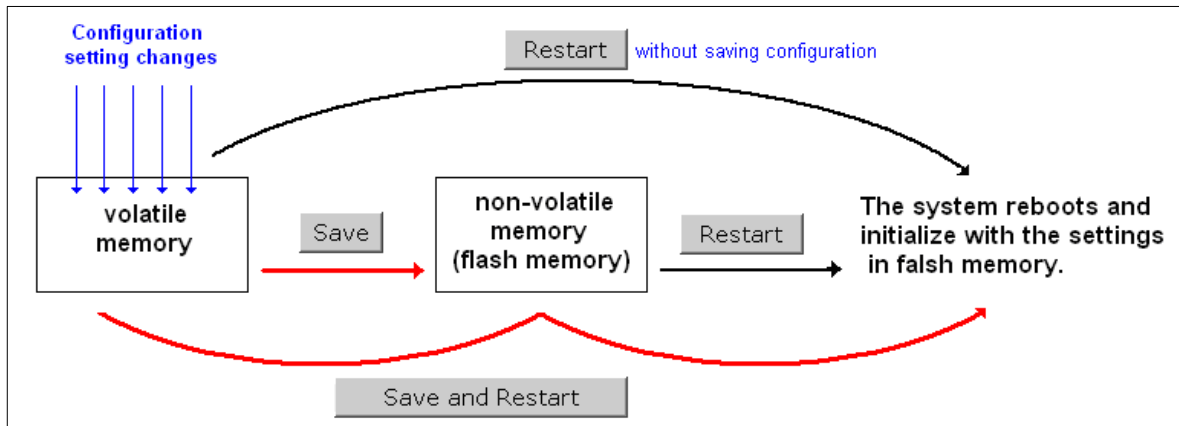 Configuration
setting changes
Restart
without saving configuration
volatile
memory
Save
non-volatile
memory
(flash memory)
Restart
The system reboots and
initialize with the settings
in falsh memory.
Save and Restart